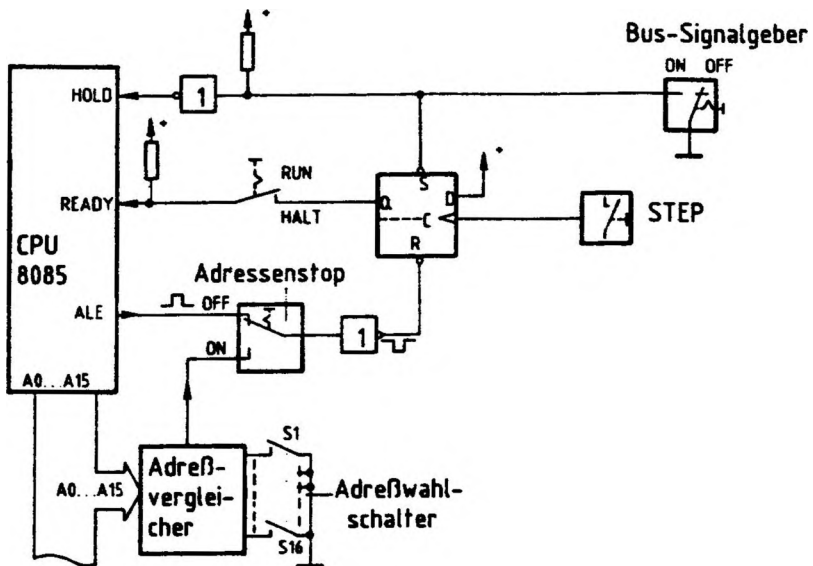 Bus-Signalgeber
ON OFF
+
HOLD
1
+
RUN
READY
HALT
S
Q
D
C
R
+
STEP
CPU
8085
Adressenstop
ALE
OFF
ON
1
A0...A15
A0...A15
Adreß-
verglei-
cher
S1
S16
Adreßwahl-
schalter